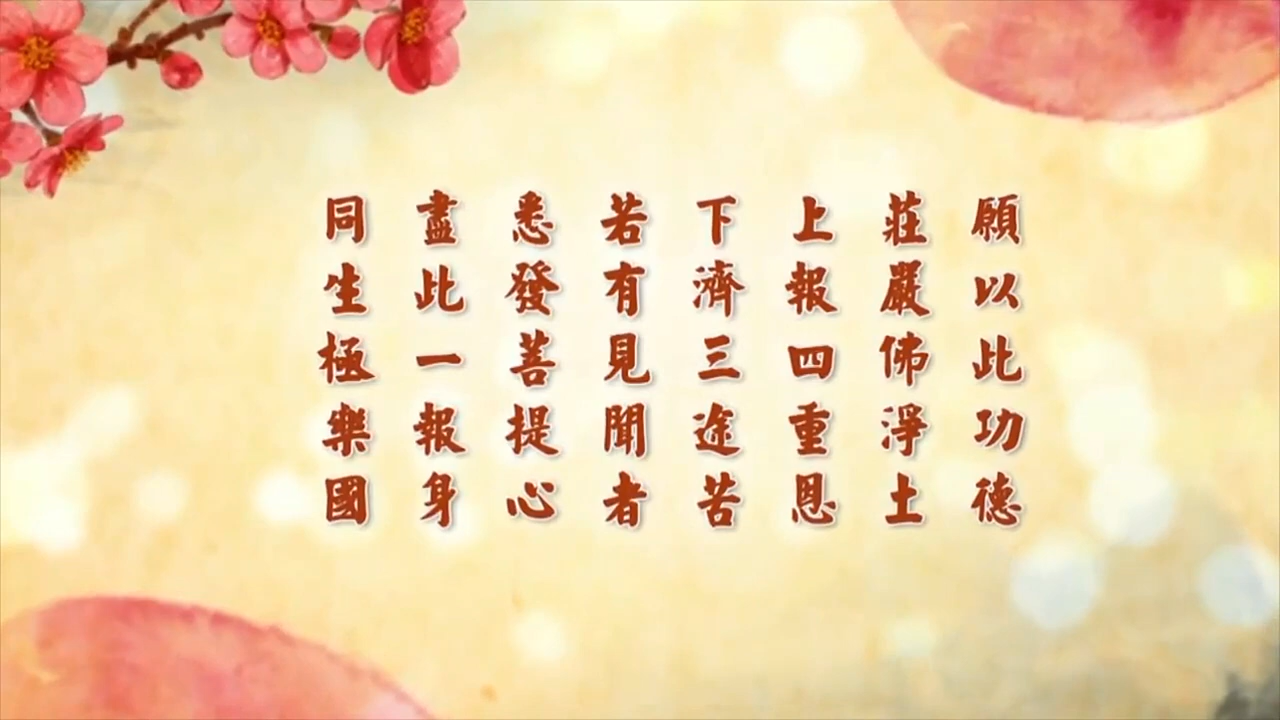 願以此功德
莊嚴佛淨土
上報四重恩
下濟三途苦
若有見聞者
悉發菩提心
盡此一報身
同生極樂國